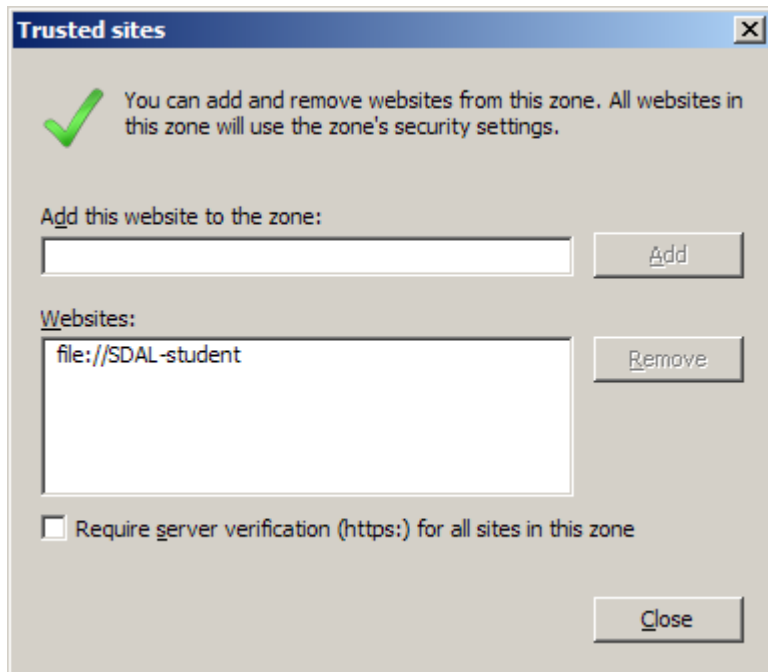 Trusted sites
You can add and remove websites from this zone. All websites in
this zone will use the zone's security settings.
Add this website to the zone:
Add
Websites:
file://SDAL-student
Remove
Require server verification (https:) for all sites in this zone
Close